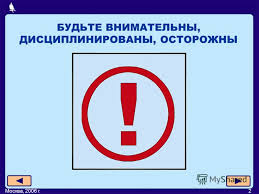 БУДЬТЕ ВНИМАТЕЛЬНЫ,
ДИСЦИПЛИНИРОВАНЫ, ОСТОРОЖНЫ
!
MyShared
Москва, 2006 г.
2